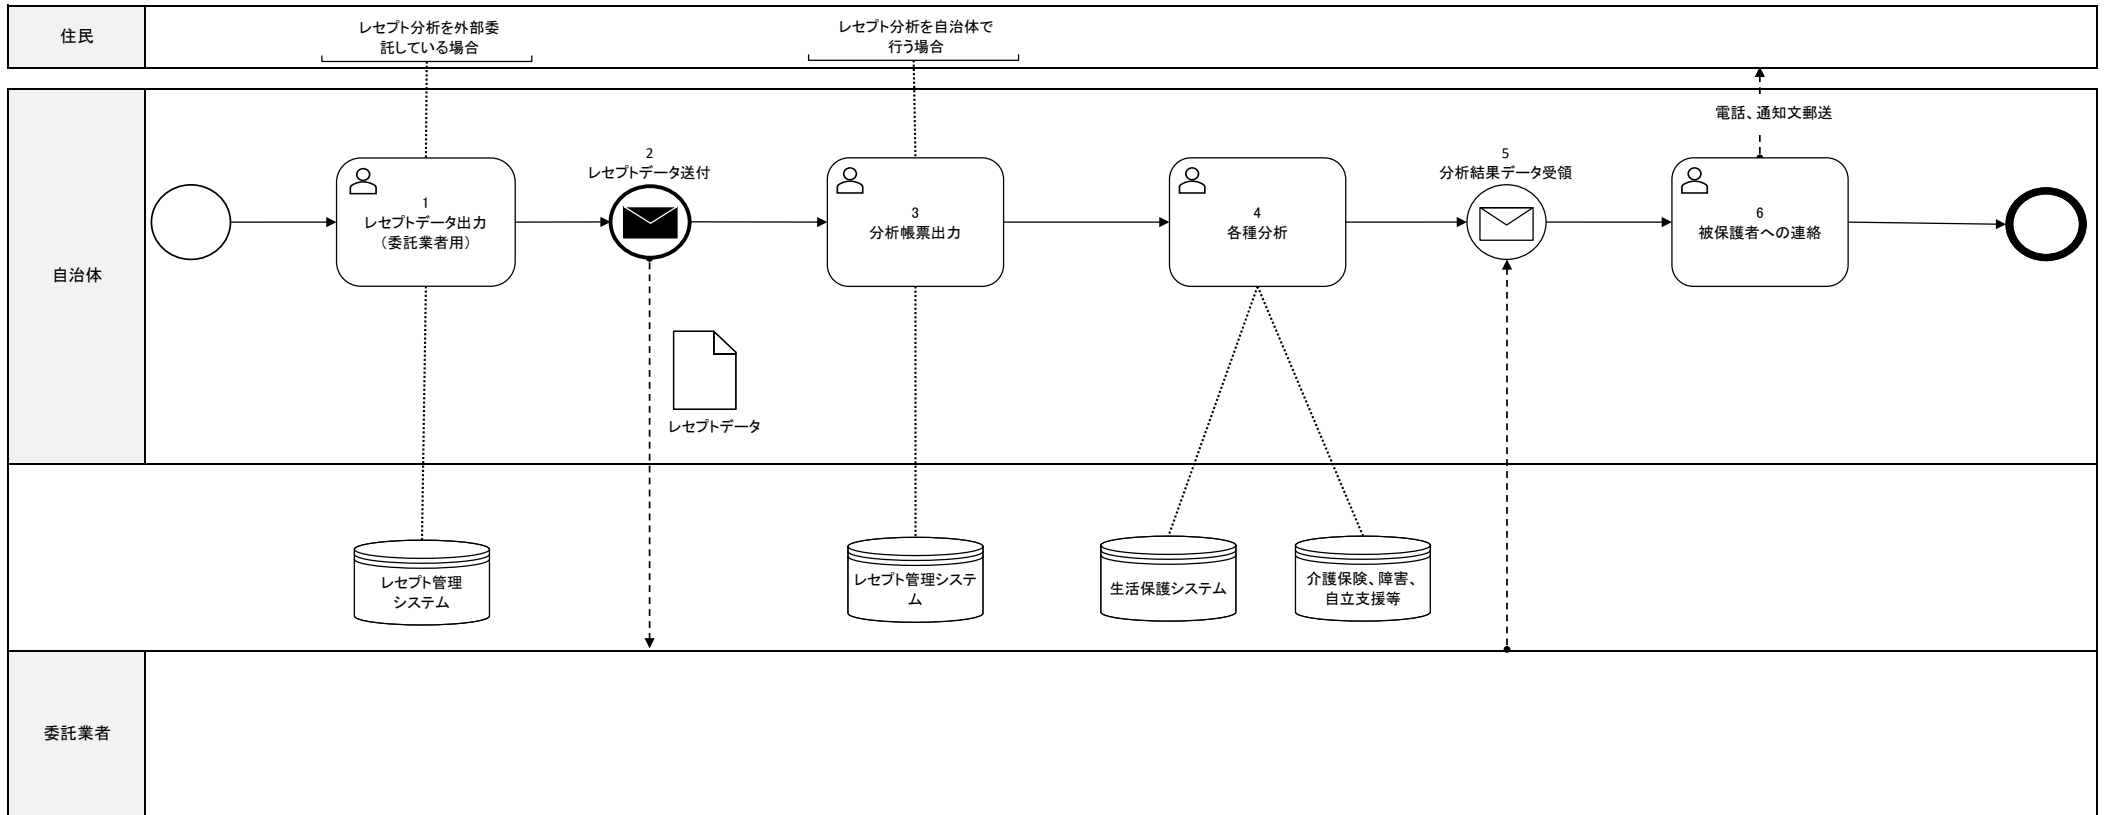 住民
レセプト分析を外部委
託している場合
レセプト分析を自治体で
行う場合
電話、通知文郵送
自治体
1
レセプトデータ出力
（委託業者用）
2
レセプトデータ送付
3
分析帳票出力
4
各種分析
5
分析結果データ受領
6
被保護者への連絡
レセプトデータ
レセプト管理
システム
レセプト管理システ
ム
生活保護システム
介護保険、障害、
自立支援等
委託業者